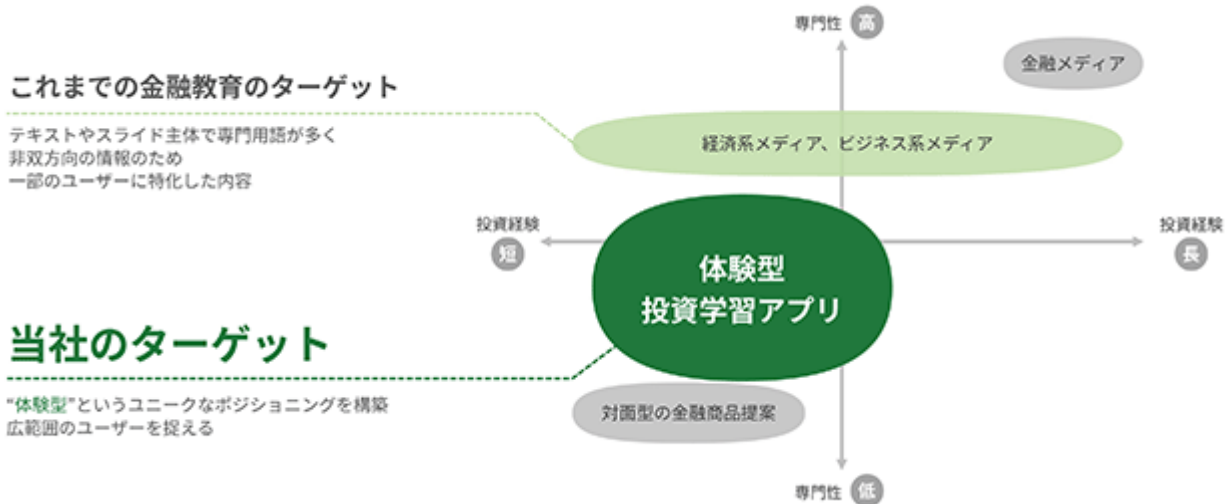 専門性 高
金融メディア
これまでの金融教育のターゲット
テキストやスライド主体で専門用語が多く
非双方向の情報のため
一部のユーザーに特化した内容
経済系メディア、ビジネス系メディア
投資経験
短
投資経験
長
体験型
投資学習アプリ
当社のターゲット
“体験型”というユニークなポジショニングを構築
広範囲のユーザーを捉える
対面型の金融商品提案
専門性 低